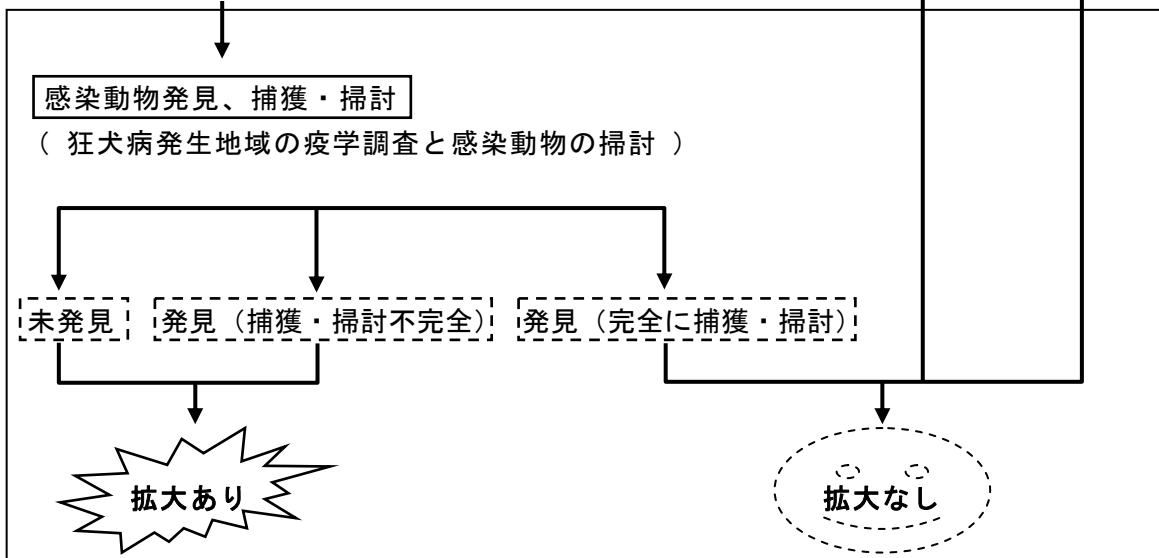 感染動物発見、捕獲・掃討
（ 狂犬病発生地域の疫学調査と感染動物の掃討 ）
未発見
発見（捕獲・掃討不完全）
発見（完全に捕獲・掃討）
拡大あり
拡大なし